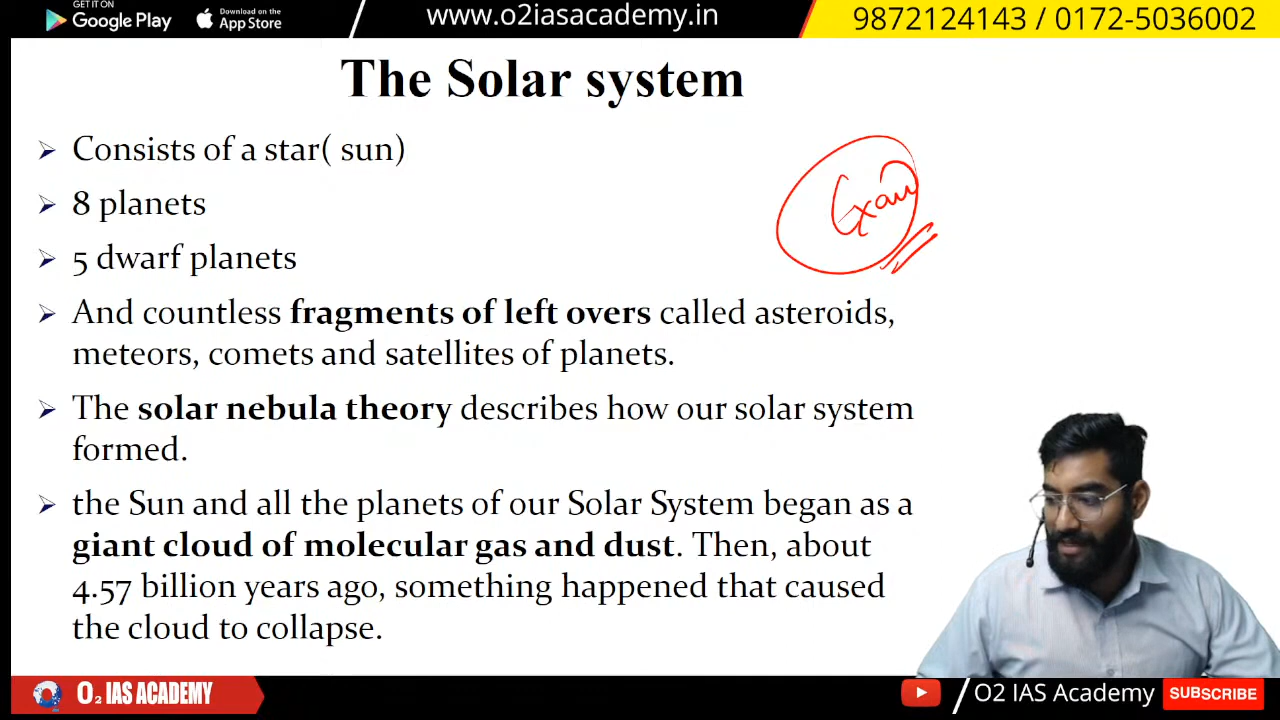 GET IT ON
Google Play
Download on the
App Store
www.o2iasacademy.in
9872124143 / 0172-5036002
The Solar system
Consists of a star( sun)
8 planets
5 dwarf planets
And countless fragments of left overs called asteroids,
meteors, comets and satellites of planets.
The solar nebula theory describes how our solar system
formed.
the Sun and all the planets of our Solar System began as a
giant cloud of molecular gas and dust. Then, about
4.57 billion years ago, something happened that caused
the cloud to collapse.
O2 IAS ACADEMY
O2 IAS Academy
SUBSCRIBE